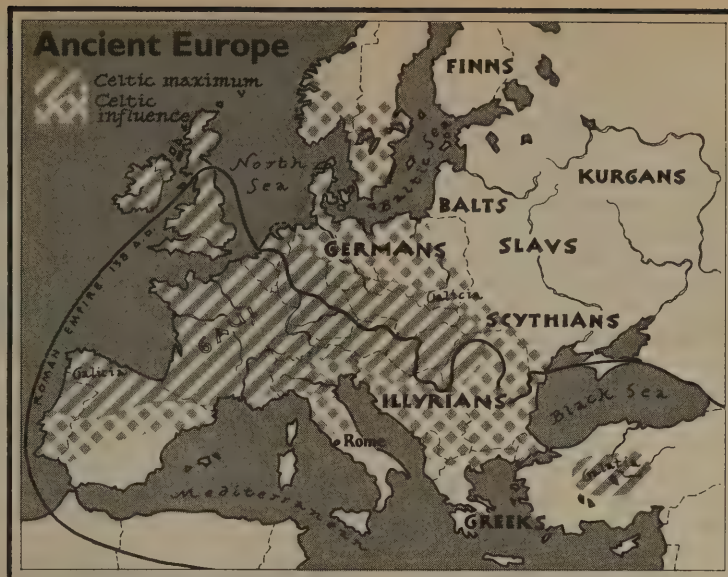 Ancient Europe
Celtic maximum
Celtic
influence
FINNS
North
Sea
Baltic Sea
KURGANS
BALTS
GERMANS
SLAVS
ROMAN EMPIRE 138 A.D.
Galicia
SCYTHIANS
GAUL
Galicia
ILLYRIANS
Black Sea
Rome
Galatia
Mediterranean
GREEKS